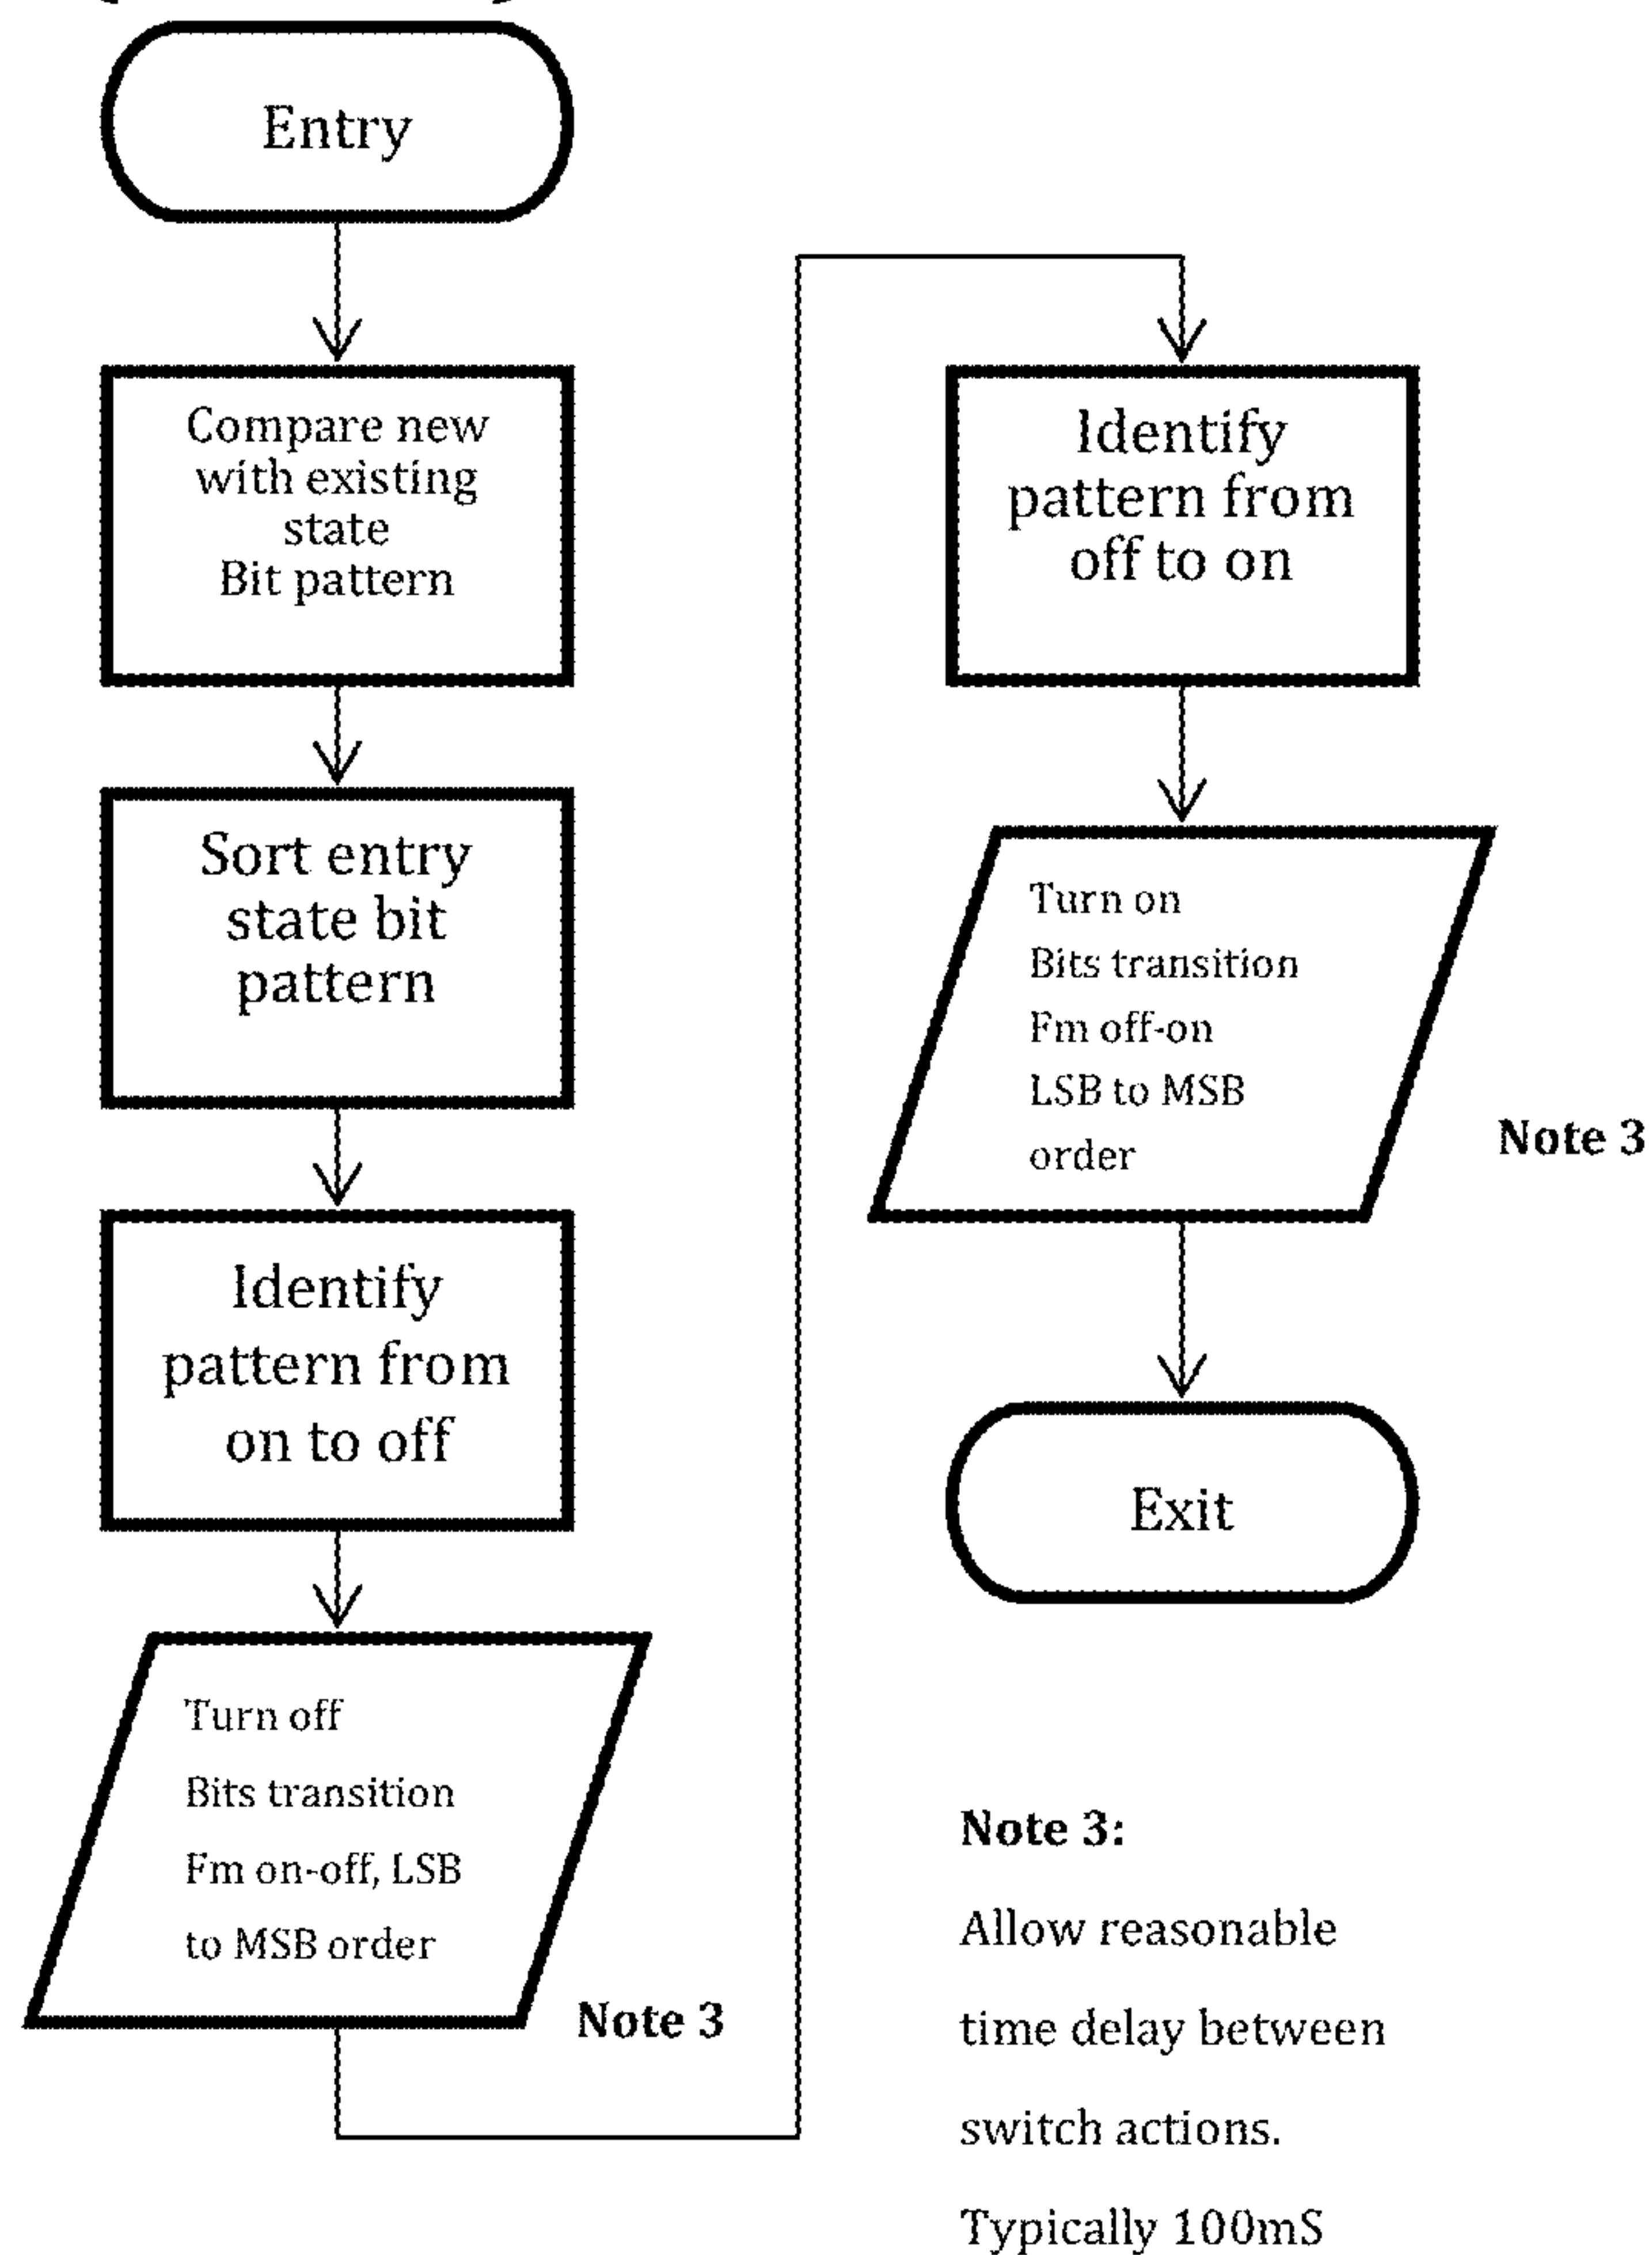 Entry
Compare new
with existing
state
Bit pattern
Sort entry
state bit
pattern
Identify
pattern from
on to off
Turn off
Bits transition
Fm on-off, LSB
to MSB order
Note 3
Identify
pattern from
off to on
Turn on
Bits transition
Fm off-on
LSB to MSB
order
Note 3
Exit
Note 3:
Allow reasonable
time delay between
switch actions.
Typically 100mS